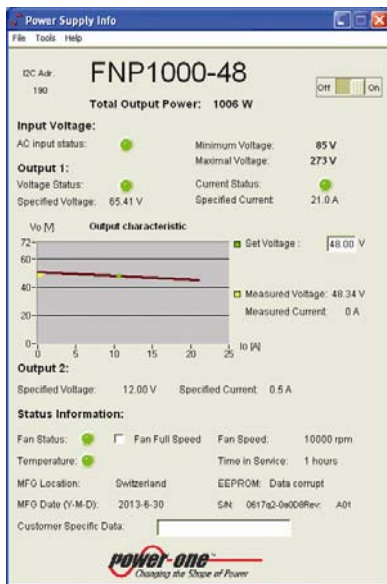 Power Supply Info
File Tools Help
I2C Adr. FNP1000-48
190
Off On
Total Output Power: 1006 W
Input Voltage:
AC input status: Minimum Voltage: 85 V
Maximal Voltage: 273 V
Output 1:
Voltage Status: Current Status:
Specified Voltage: 65.41 V Specified Current: 21.0 A
Vo [V] Output characteristic
72
60
40
20
0
0 5 10 15 20 25 Io [A]
Set Voltage : 48.00 V
Measured Voltage: 48.34 V
Measured Current: 0 A
Output 2:
Specified Voltage: 12.00 V Specified Current: 0.5 A
Status Information:
Fan Status: Fan Full Speed Fan Speed: 10000 rpm
Temperature: Time in Service: 1 hours
MFG Location: Switzerland EEPROM: Data corrupt
MFG Date (Y-M-D): 2013-6-30 S/N: 0617q2-0a0D8Rev: A01
Customer Specific Data:
power-one
Changing the Shape of Power